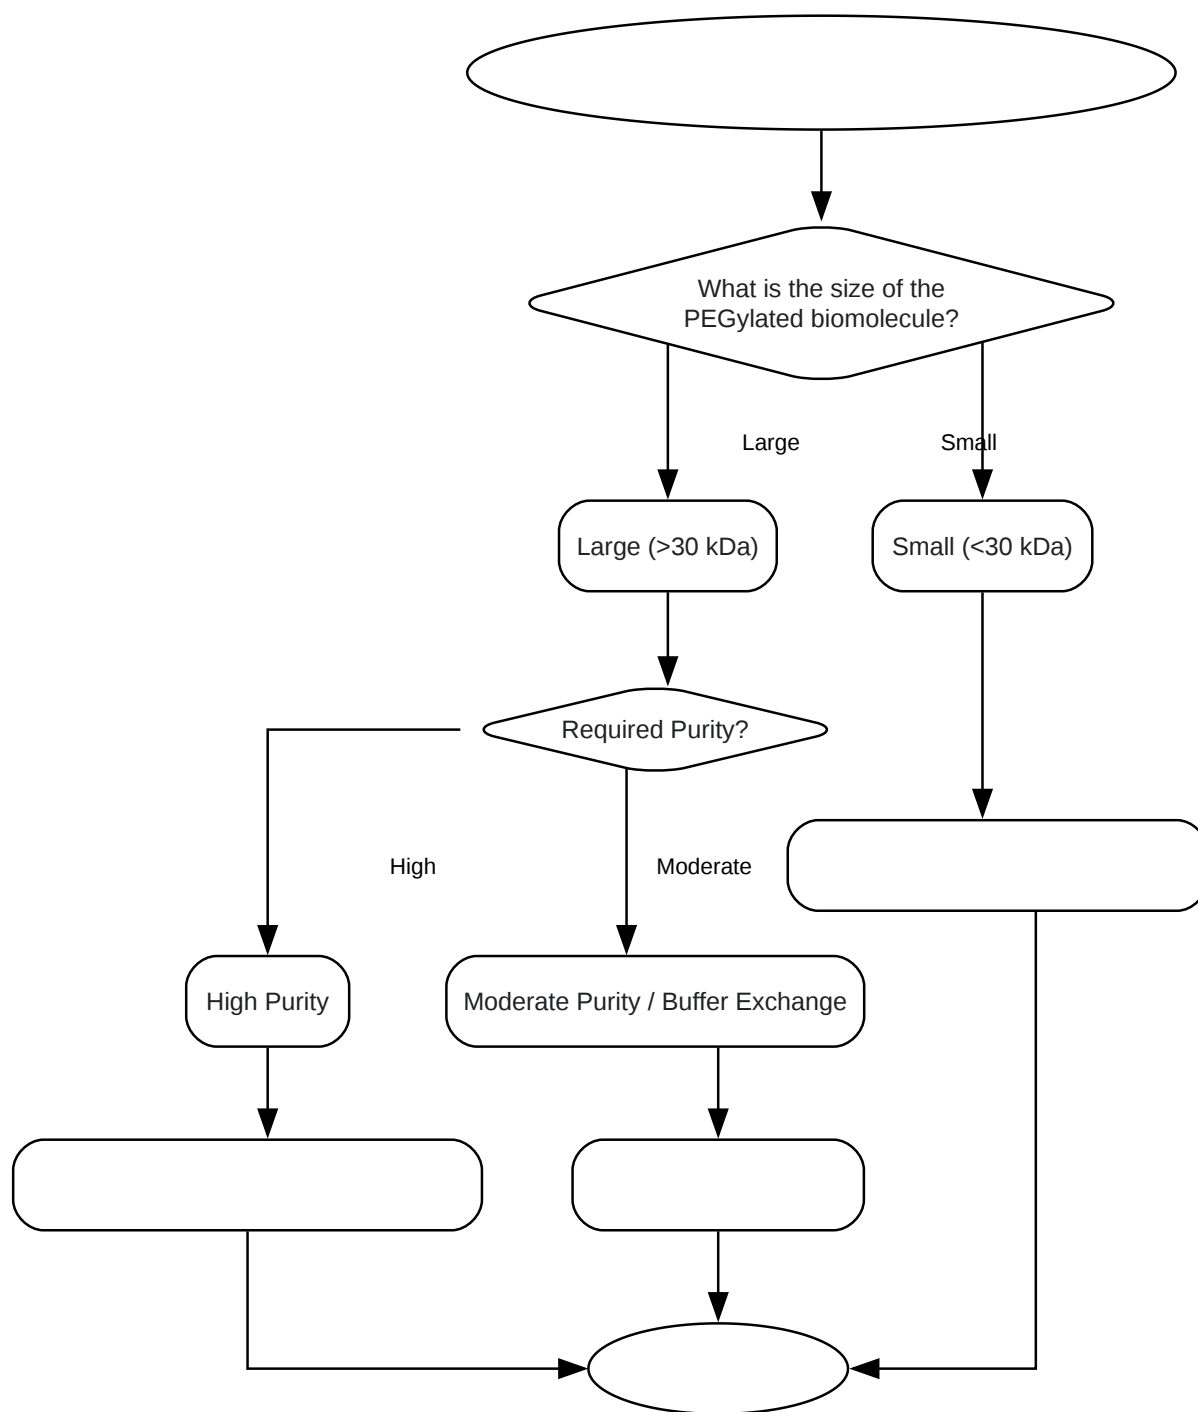 What is the size of the
PEGylated biomolecule?
Large
Small
Large (>30 kDa)
Small (<30 kDa)
Required Purity?
High
Moderate
High Purity
Moderate Purity / Buffer Exchange